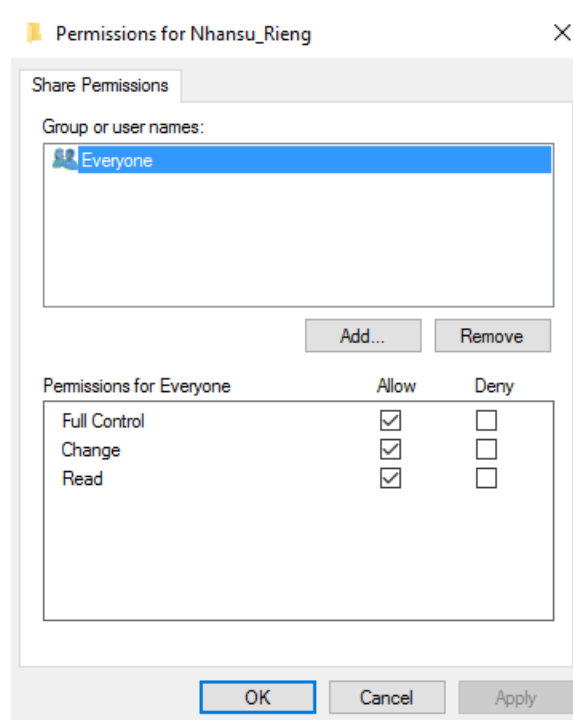 Permissions for Nhansu_Rieng
Share Permissions
Group or user names:
Everyone
Add...
Remove
Permissions for Everyone
Allow
Deny
Full Control
Change
Read
OK
Cancel
Apply